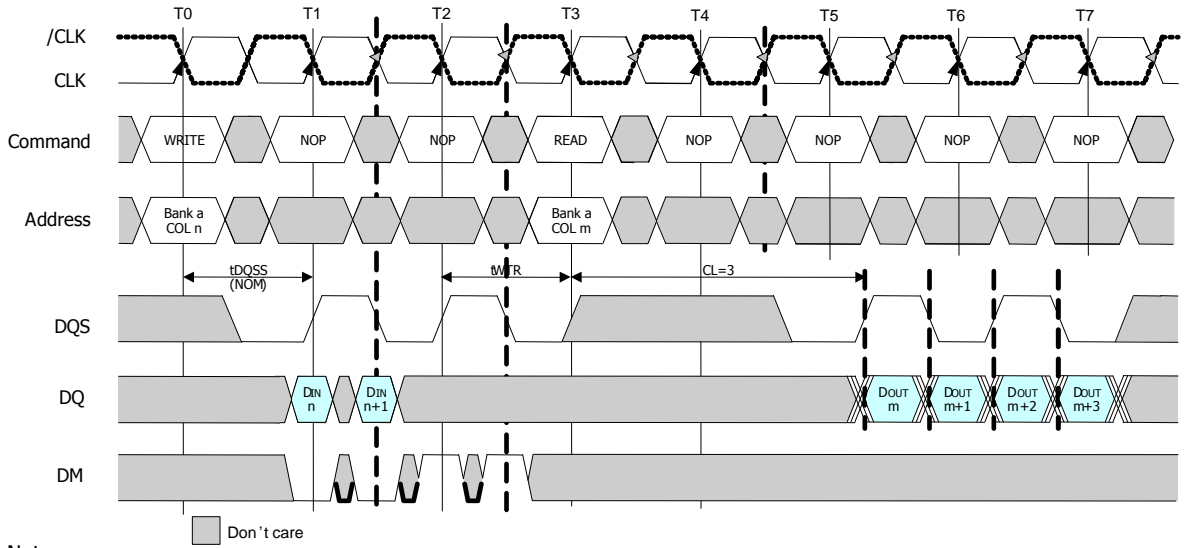 T0 T1 T2 T3 T4 T5 T6 T7
/CLK
CLK
Command WRITE NOP NOP READ NOP NOP NOP NOP
Address Bank a COL n Bank a COL m
tDQSS (NOM) tWTR CL=3
DQS
DQ DIN n DIN n+1 DOUT m DOUT m+1 DOUT m+2 DOUT m+3
DM
Don't care